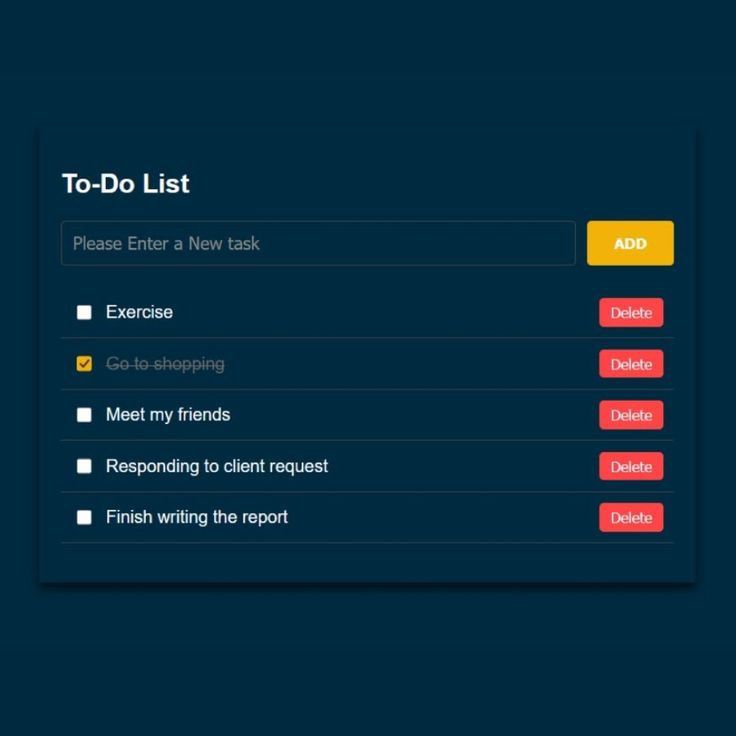 To-Do List
Please Enter a New task ADD
Exercise Delete
Go to shopping Delete
Meet my friends Delete
Responding to client request Delete
Finish writing the report Delete